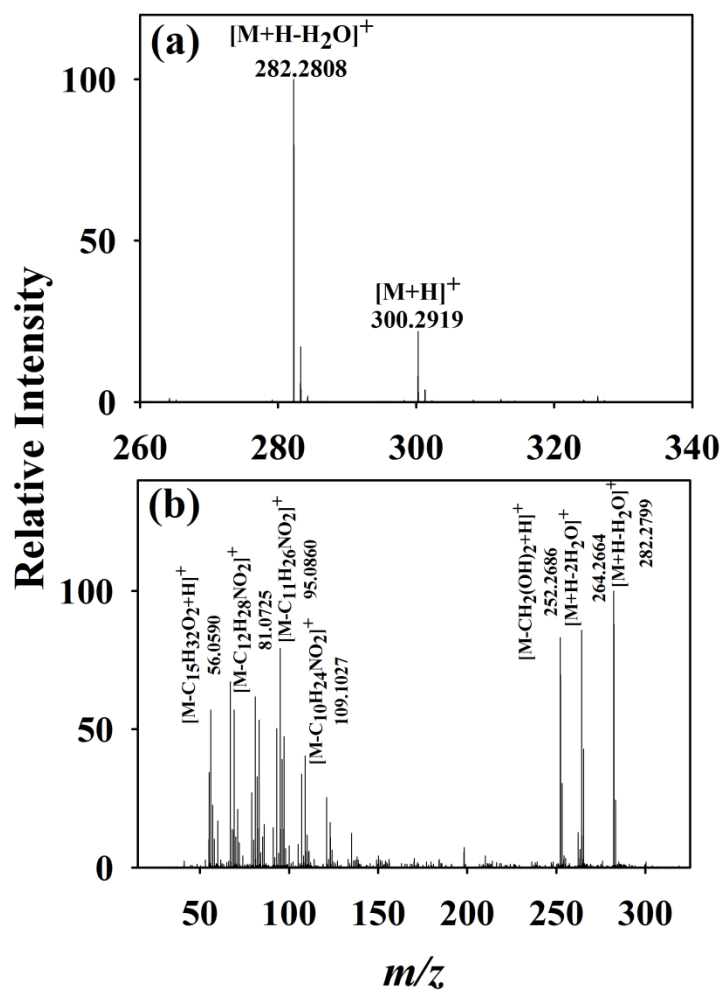 (a)
[M+H-H₂O]⁺
282.2808
[M+H]⁺
300.2919
100
50
0
260
280
300
320
340
Relative Intensity
(b)
[M-C₁₅H₃₂O₂+H]⁺
56.0590
[M-C₁₂H₂₈NO₂]⁺
81.0725
[M-C₁₁H₂₆NO₂]⁺
95.0860
[M-C₁₀H₂₄NO₂]⁺
109.1027
[M-CH₂(OH)₂+H]⁺
252.2686
[M+H-2H₂O]⁺
264.2664
[M+H-H₂O]⁺
282.2799
100
50
0
50
100
150
200
250
300
m/z